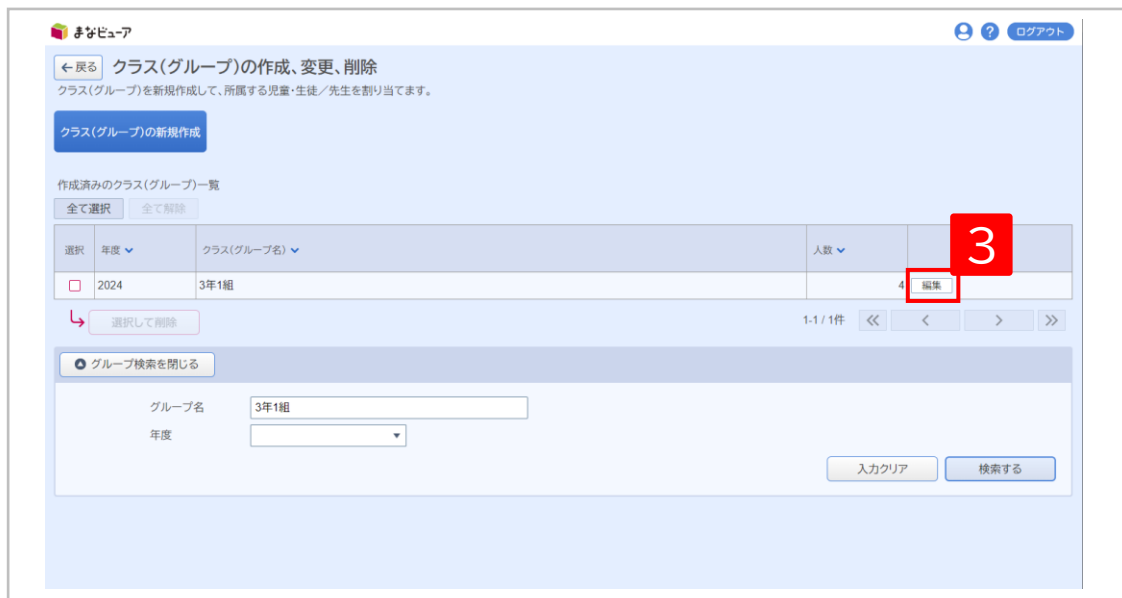 まなビューア
? ログアウト
←戻る クラス(グループ)の作成、変更、削除
クラス(グループ)を新規作成して、所属する児童・生徒／先生を割り当てます。
クラス(グループ)の新規作成
作成済みのクラス(グループ)一覧
全て選択 全て解除
選択 年度 クラス(グループ名) 人数
3
2024 3年1組 4 編集
選択して削除 1-1 / 1件 « < > »
グループ検索を閉じる
グループ名 3年1組
年度
入力クリア 検索する